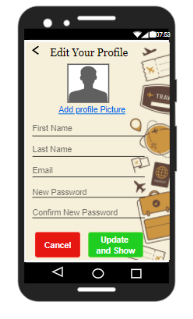 07:53
Edit Your Profile
TRAV
Add profile Picture
First Name
Last Name
Email
New Password
Confirm New Password
Cancel
Update
and Show